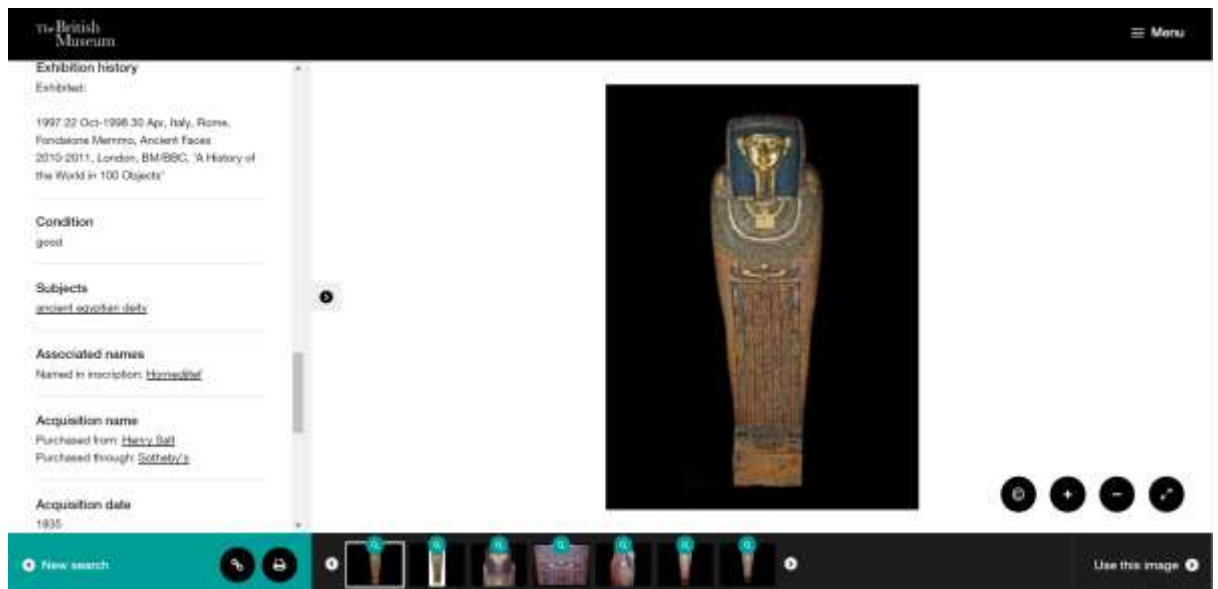 The British
Museum
Menu
Exhibition history
Exhibited:
1997 22 Oct-1998 30 Apr, Italy, Rome,
Fondazione Memmo, Ancient Faces
2010-2011, London, BM/BBC, 'A History of
the World in 100 Objects'
Condition
good
Subjects
ancient egyptian deity
Associated names
Named in inscription: Hornedjitef
Acquisition name
Purchased from: Henry Salt
Purchased through: Sotheby's
Acquisition date
1835
New search
Use this image